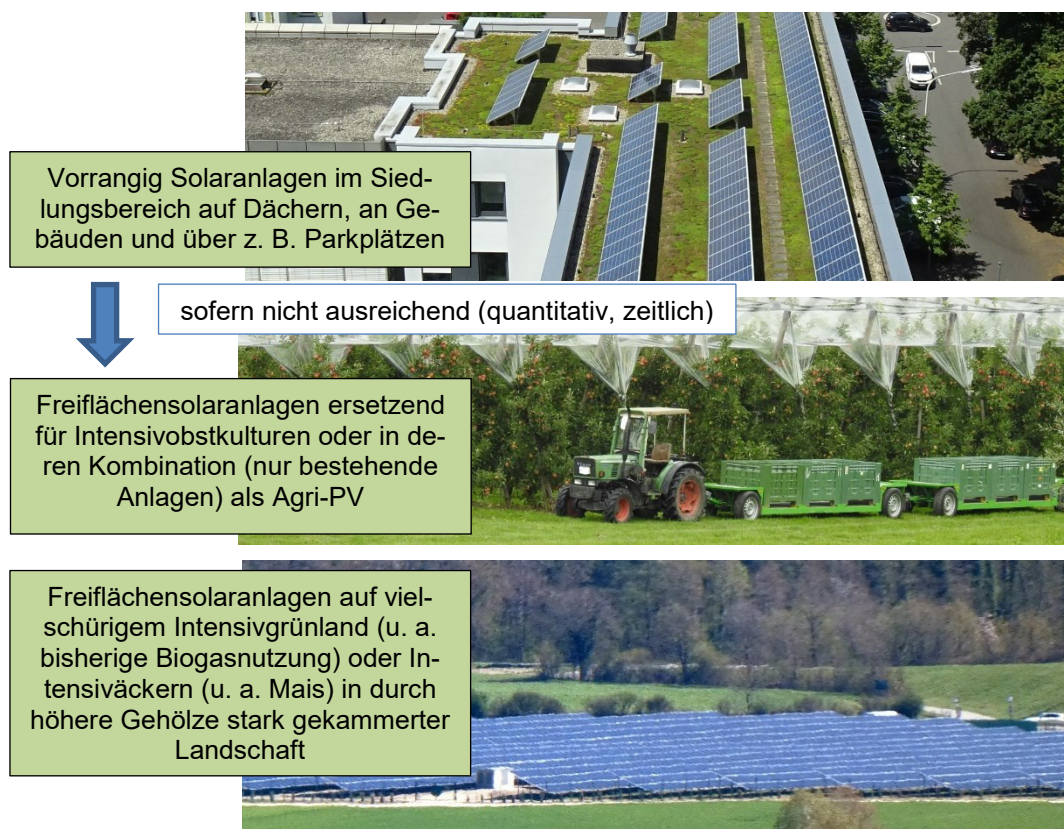 Vorrangig Solaranlagen im Sied-
lungsbereich auf Dächern, an Ge-
bäuden und über z. B. Parkplätzen
sofern nicht ausreichend (quantitativ, zeitlich)
Freiflächensolaranlagen ersetzend
für Intensivobstkulturen oder in de-
ren Kombination (nur bestehende
Anlagen) als Agri-PV
Freiflächensolaranlagen auf viel-
schürigem Intensivgrünland (u. a.
bisherige Biogasnutzung) oder In-
tensiväckern (u. a. Mais) in durch
höhere Gehölze stark gekammerter
Landschaft